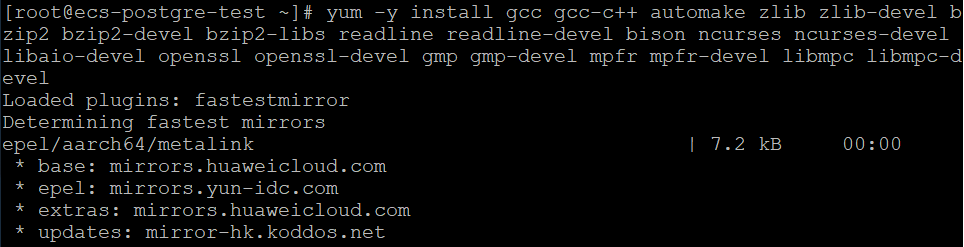 [root@ecs-postgre-test ~]# yum -y install gcc gcc-c++ automake zlib zlib-devel b
zip2 bzip2-devel bzip2-libs readline readline-devel bison ncurses ncurses-devel
libaio-devel openssl openssl-devel gmp gmp-devel mpfr mpfr-devel libmpc libmpc-d
evel
Loaded plugins: fastestmirror
Determining fastest mirrors
epel/aarch64/metalink | 7.2 kB 00:00
* base: mirrors.huaweicloud.com
* epel: mirrors.yun-idc.com
* extras: mirrors.huaweicloud.com
* updates: mirror-hk.koddos.net